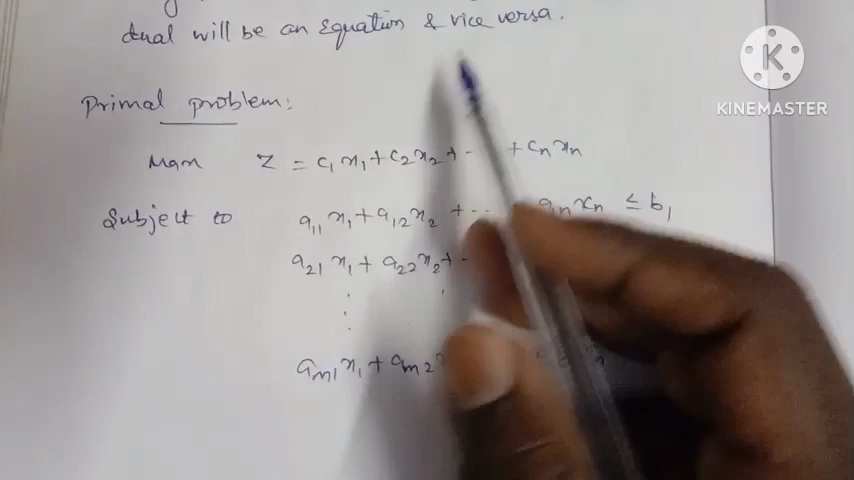 dual will be an Equation & vice versa.
KINEMASTER
Primal problem:
Max Z = c₁x₁ + c₂x₂ + - + cₙxₙ
Subject to a₁₁x₁ + a₁₂x₂ + - - a₁ₙxₙ ≤ b₁
a₂₁x₁ + a₂₂x₂ + -
aₘ₁x₁ + aₘ₂